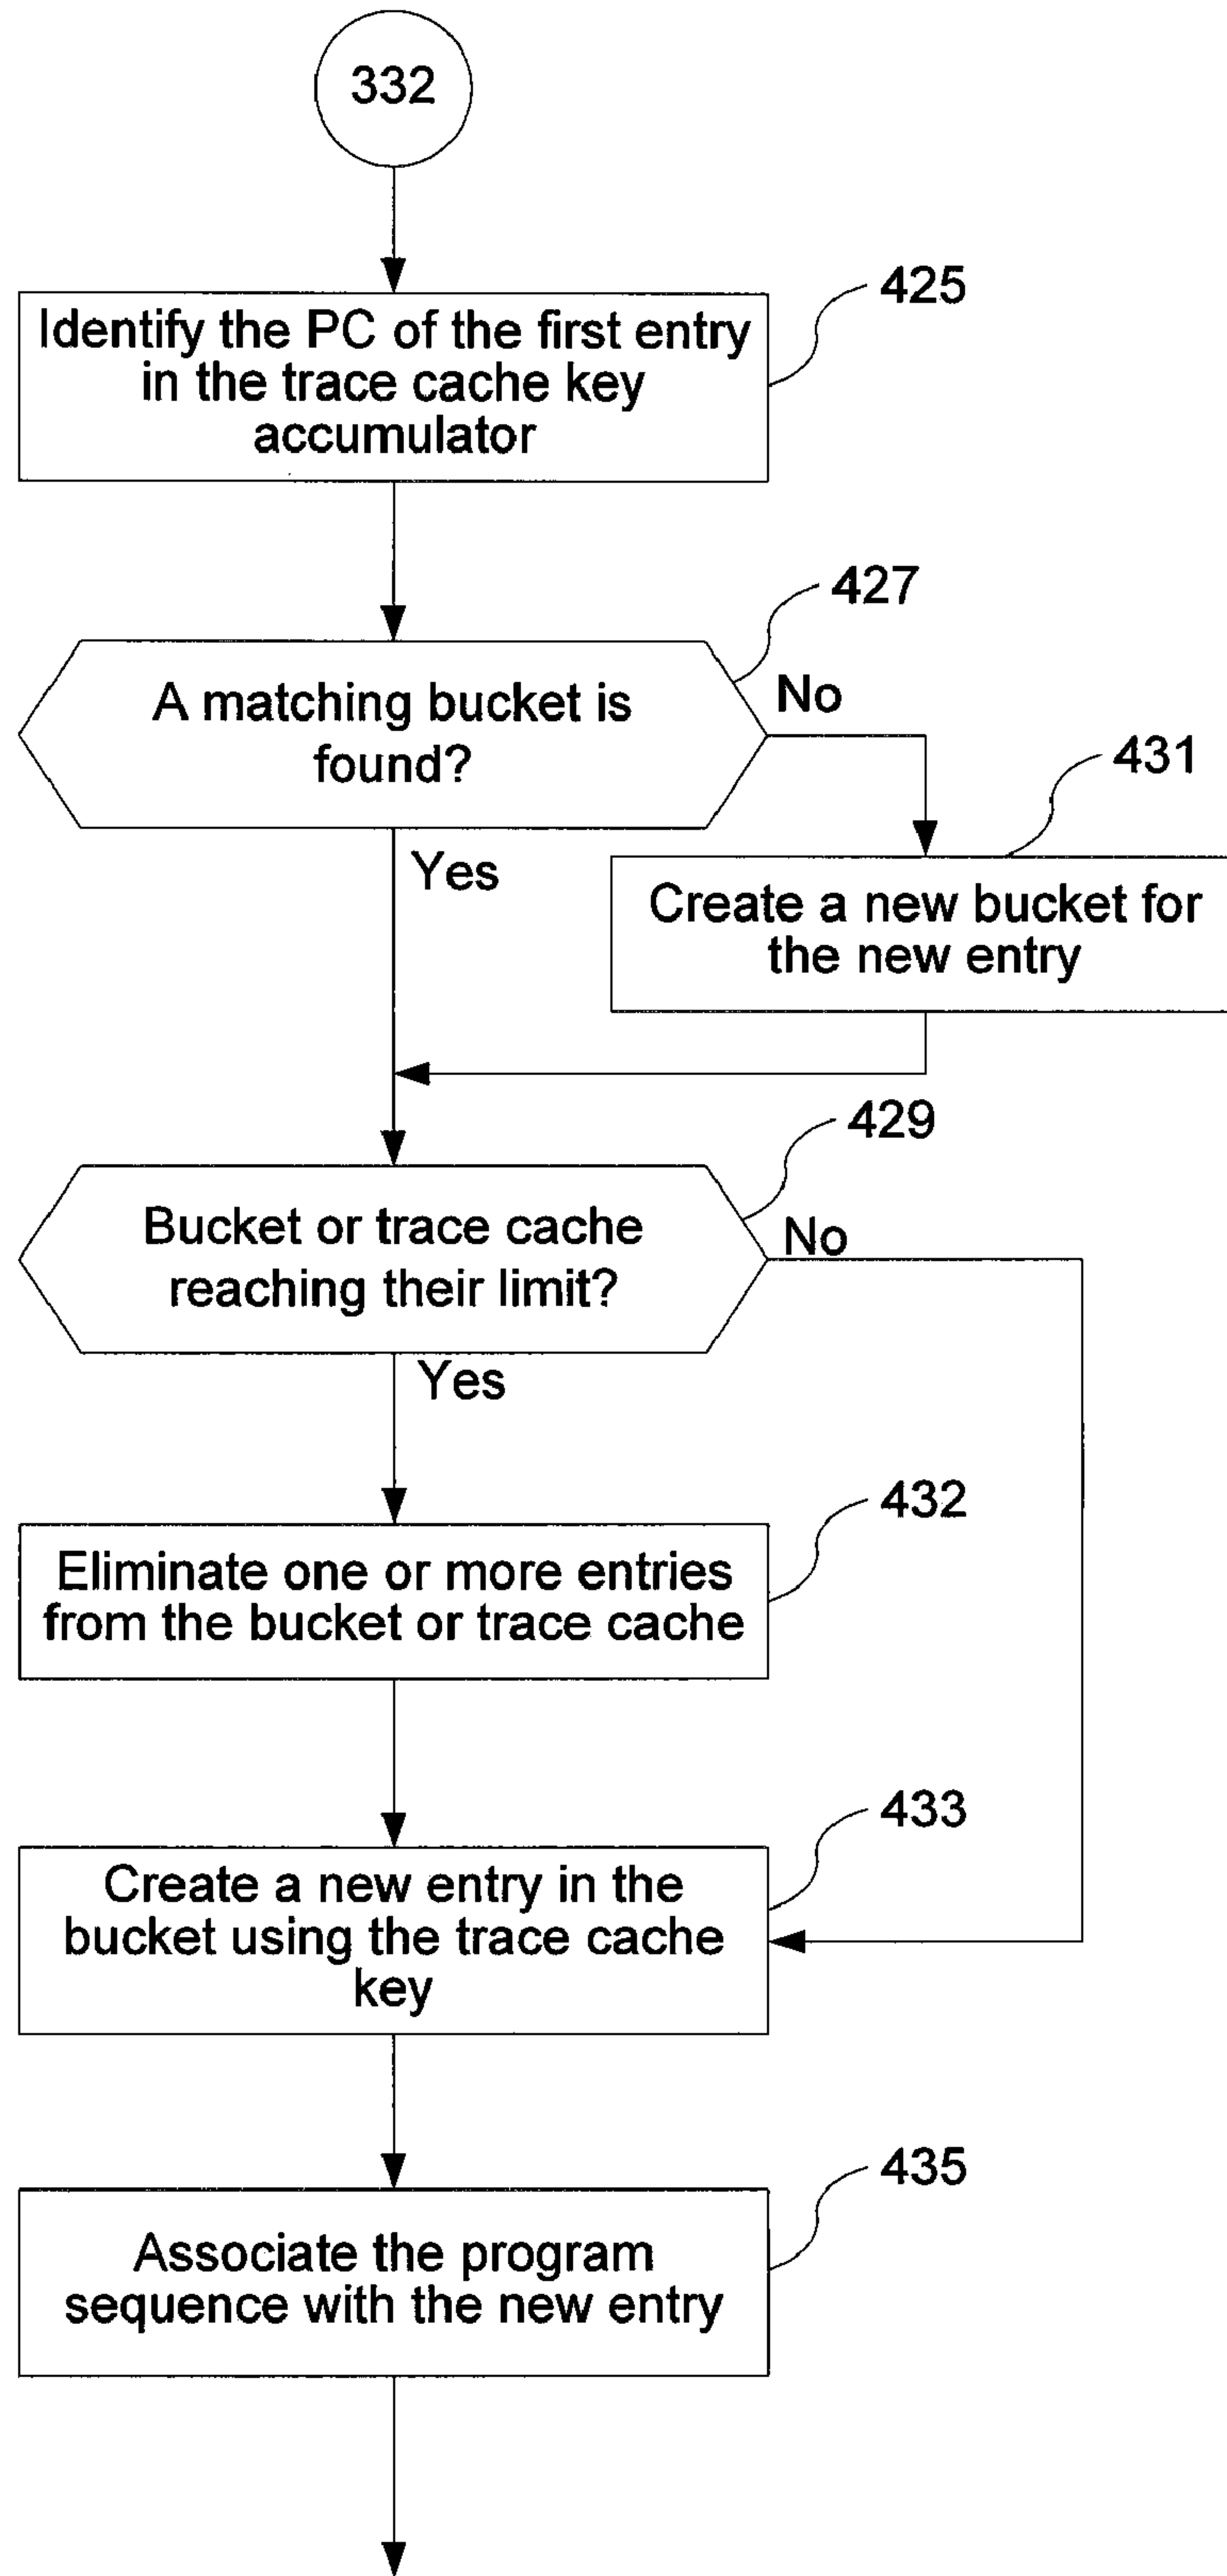 332
425
Identify the PC of the first entry
in the trace cache key
accumulator
427
A matching bucket is
found?
No
431
Yes
Create a new bucket for
the new entry
429
Bucket or trace cache
reaching their limit?
No
Yes
432
Eliminate one or more entries
from the bucket or trace cache
433
Create a new entry in the
bucket using the trace cache
key
435
Associate the program
sequence with the new entry